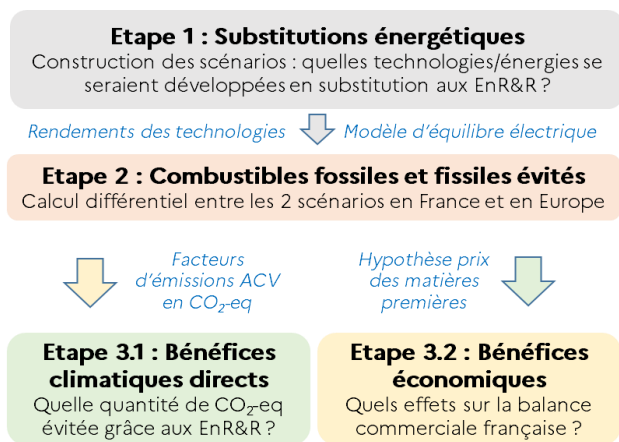 Etape 1 : Substitutions énergétiques
Construction des scénarios : quelles technologies/énergies se
seraient développées en substitution aux EnR&R ?
Rendements des technologies
Modèle d'équilibre électrique
Etape 2 : Combustibles fossiles et fissiles évités
Calcul différentiel entre les 2 scénarios en France et en Europe
Facteurs
d'émissions ACV
en CO₂-eq
Hypothèse prix
des matières
premières
Etape 3.1 : Bénéfices
climatiques directs
Quelle quantité de CO₂-eq
évitée grâce aux EnR&R ?
Etape 3.2 : Bénéfices
économiques
Quels effets sur la balance
commerciale française ?